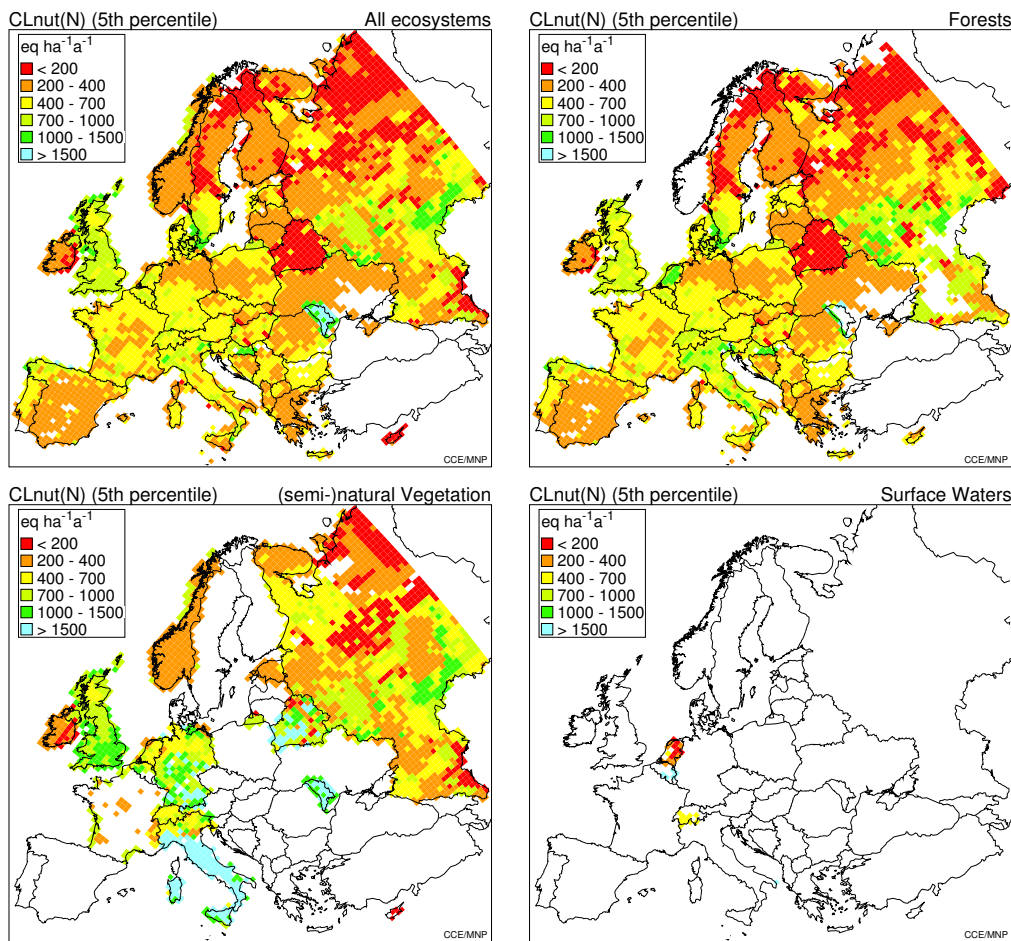 CLnut(N) (5th percentile) All ecosystems
eq ha⁻¹a⁻¹
< 200
200 - 400
400 - 700
700 - 1000
1000 - 1500
> 1500
CCE/MNP
CLnut(N) (5th percentile) Forests
eq ha⁻¹a⁻¹
< 200
200 - 400
400 - 700
700 - 1000
1000 - 1500
> 1500
CCE/MNP
CLnut(N) (5th percentile) (semi-)natural Vegetation
eq ha⁻¹a⁻¹
< 200
200 - 400
400 - 700
700 - 1000
1000 - 1500
> 1500
CCE/MNP
CLnut(N) (5th percentile) Surface Waters
eq ha⁻¹a⁻¹
< 200
200 - 400
400 - 700
700 - 1000
1000 - 1500
> 1500
CCE/MNP